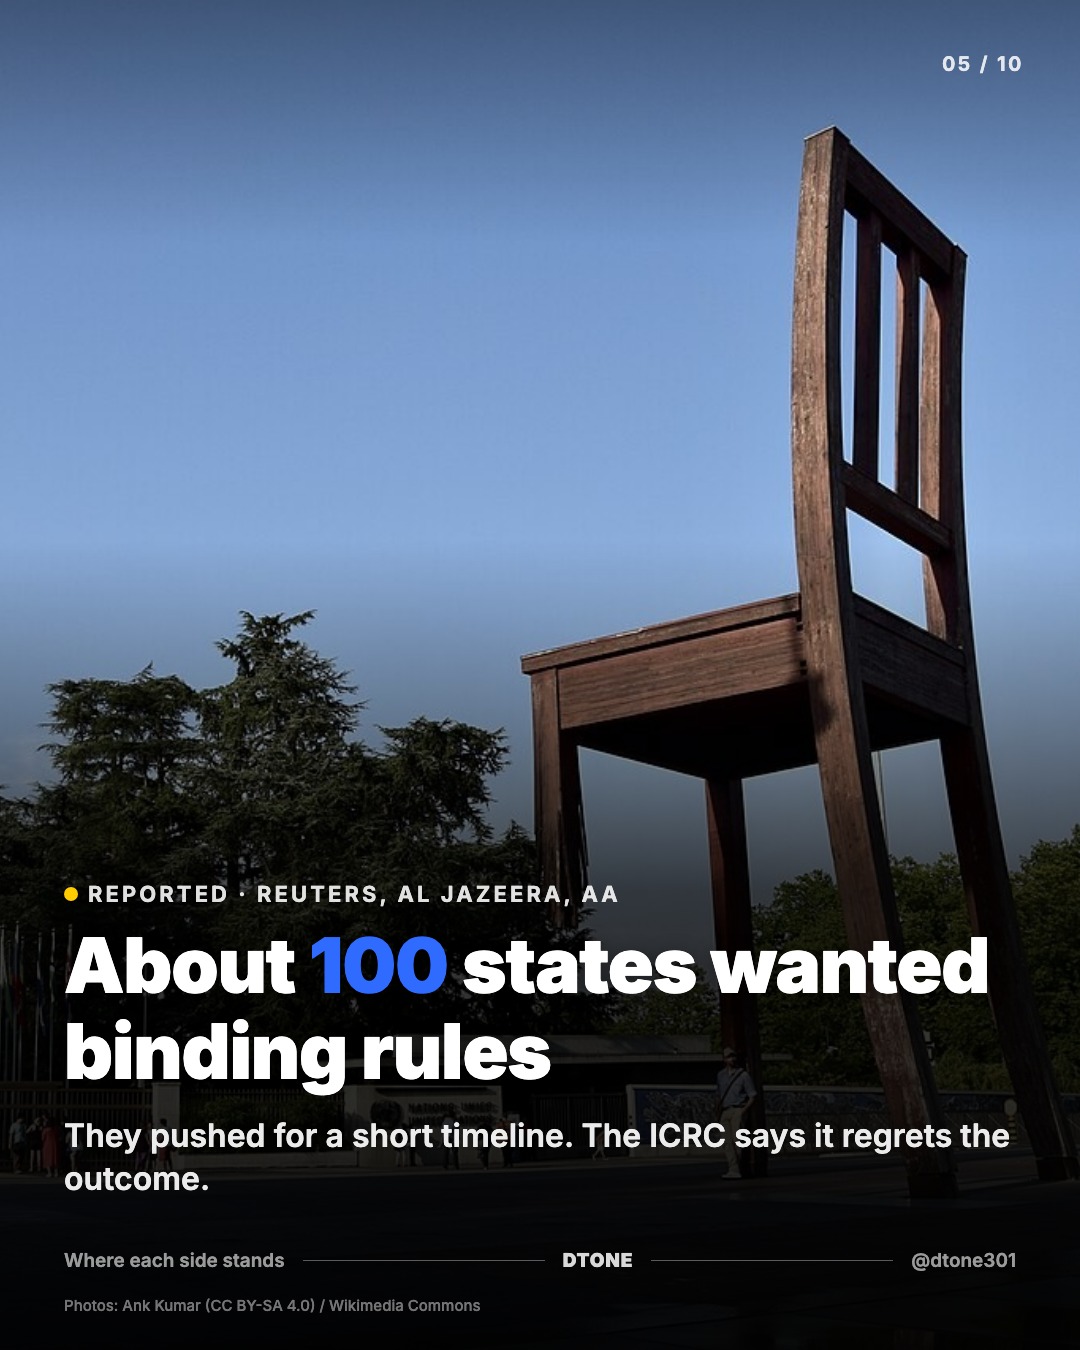 05 / 10
REPORTED · REUTERS, AL JAZEERA, AA
About 100 states wanted
binding rules
They pushed for a short timeline. The ICRC says it regrets the
outcome.
Where each side stands
DTONE
@dtone301
Photos: Ank Kumar (CC BY-SA 4.0) / Wikimedia Commons